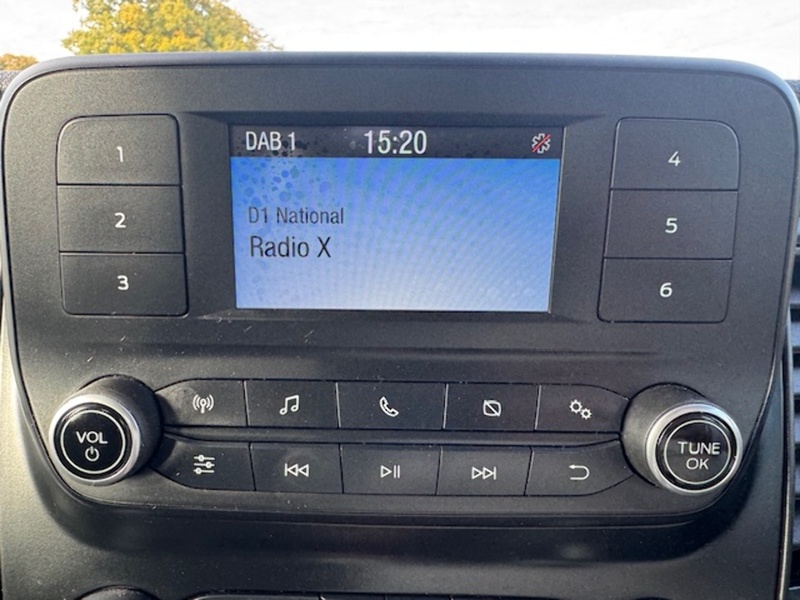 DAB 1 15:20
D1 National
Radio X
1
2
3
4
5
6
VOL
TUNE
OK